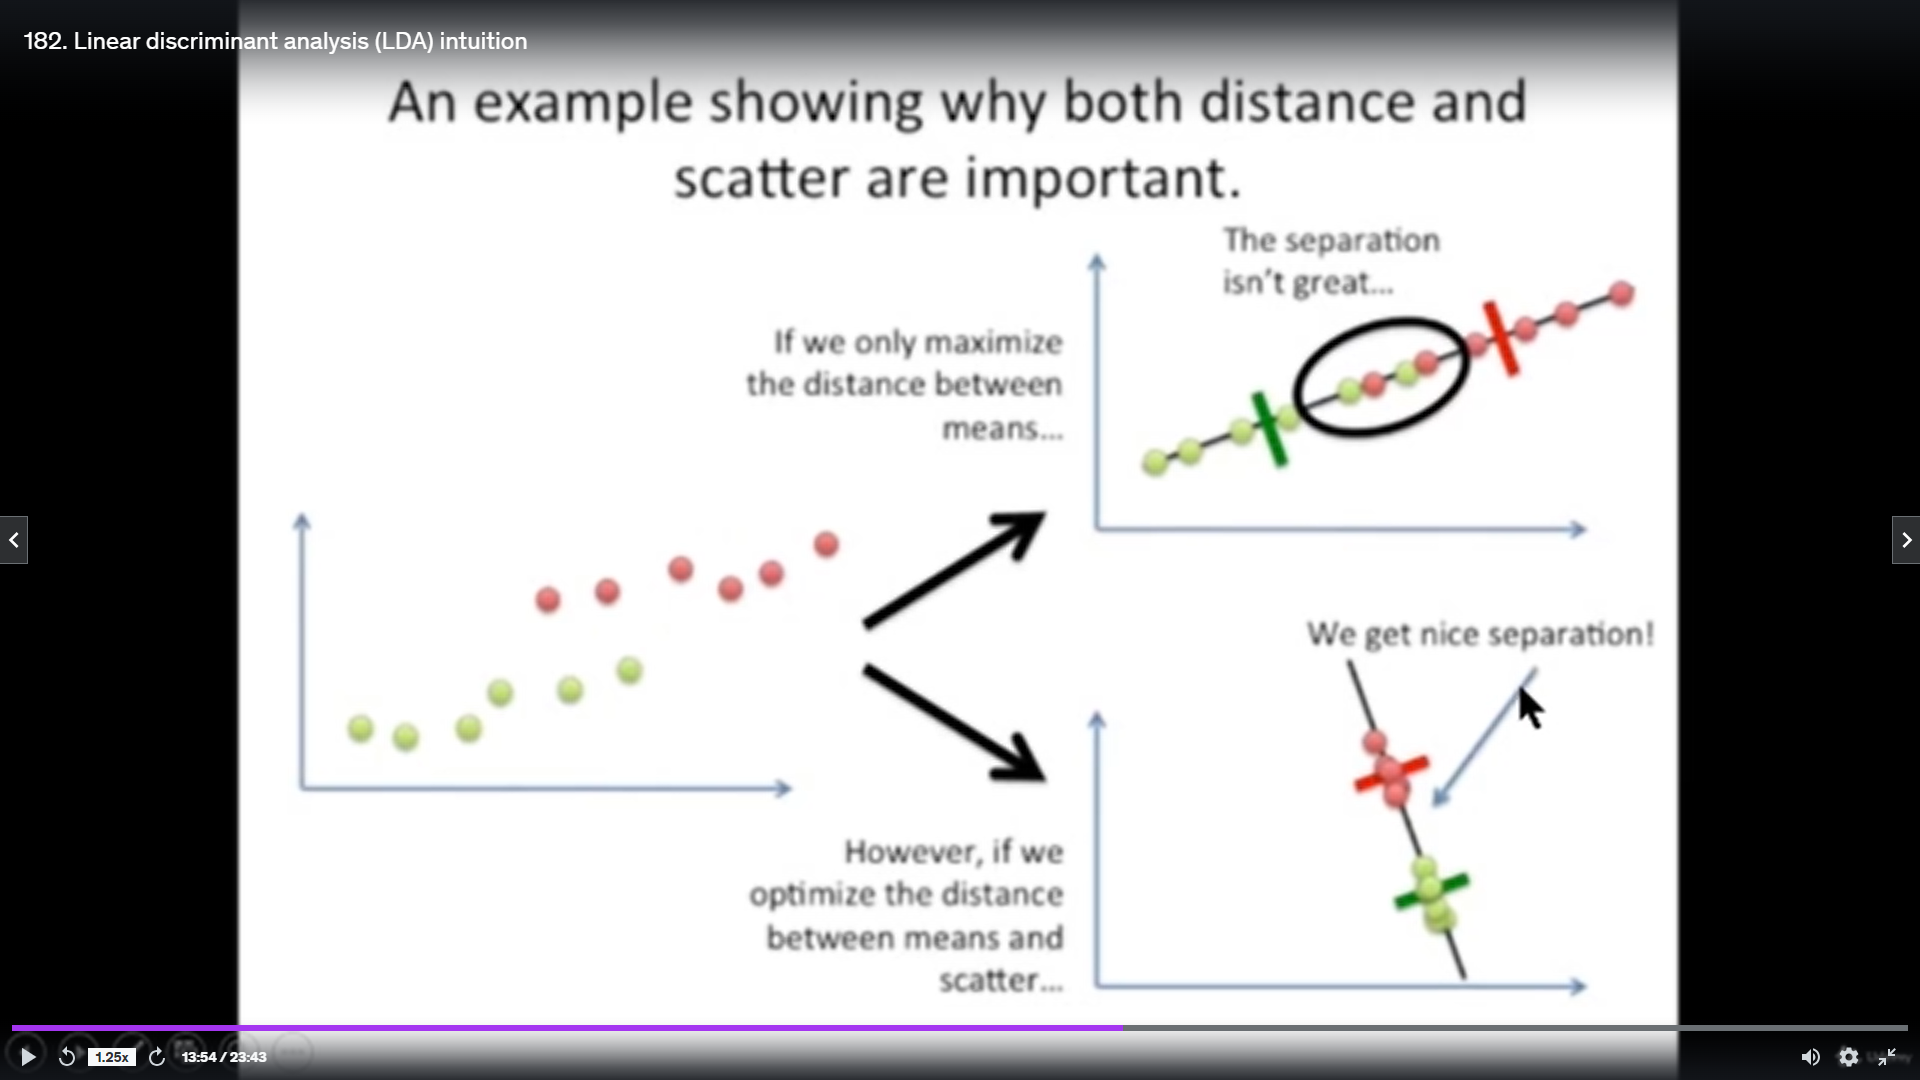 182. Linear discriminant analysis (LDA) intuition
An example showing why both distance and
scatter are important.
The separation
isn't great...
If we only maximize
the distance between
means...
We get nice separation!
However, if we
optimize the distance
between means and
scatter...
1.25x
13:54 / 23:43